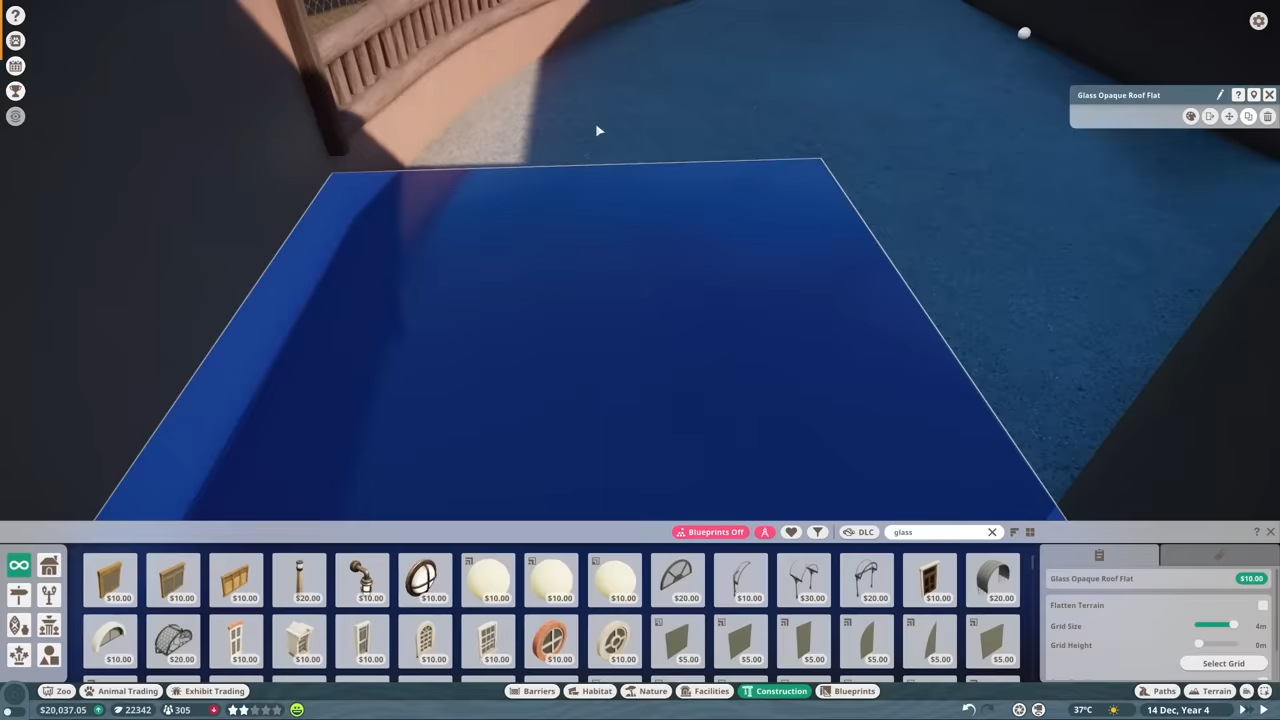 Glass Opaque Roof Flat
Blueprints Off
DLC
glass
$10.00 $10.00 $10.00 $20.00 $10.00 $10.00 $10.00 $10.00 $10.00 $20.00 $10.00 $30.00 $20.00 $10.00 $20.00
$10.00 $20.00 $10.00 $10.00 $10.00 $10.00 $10.00 $10.00 $10.00 $5.00 $5.00 $5.00 $5.00 $5.00 $5.00
Glass Opaque Roof Flat $10.00
Flatten Terrain
Grid Size 4m
Grid Height 0m
Select Grid
Zoo Animal Trading Exhibit Trading Barriers Habitat Nature Facilities Construction Blueprints Paths Terrain
$20,037.05 22342 305 37°C 14 Dec, Year 4